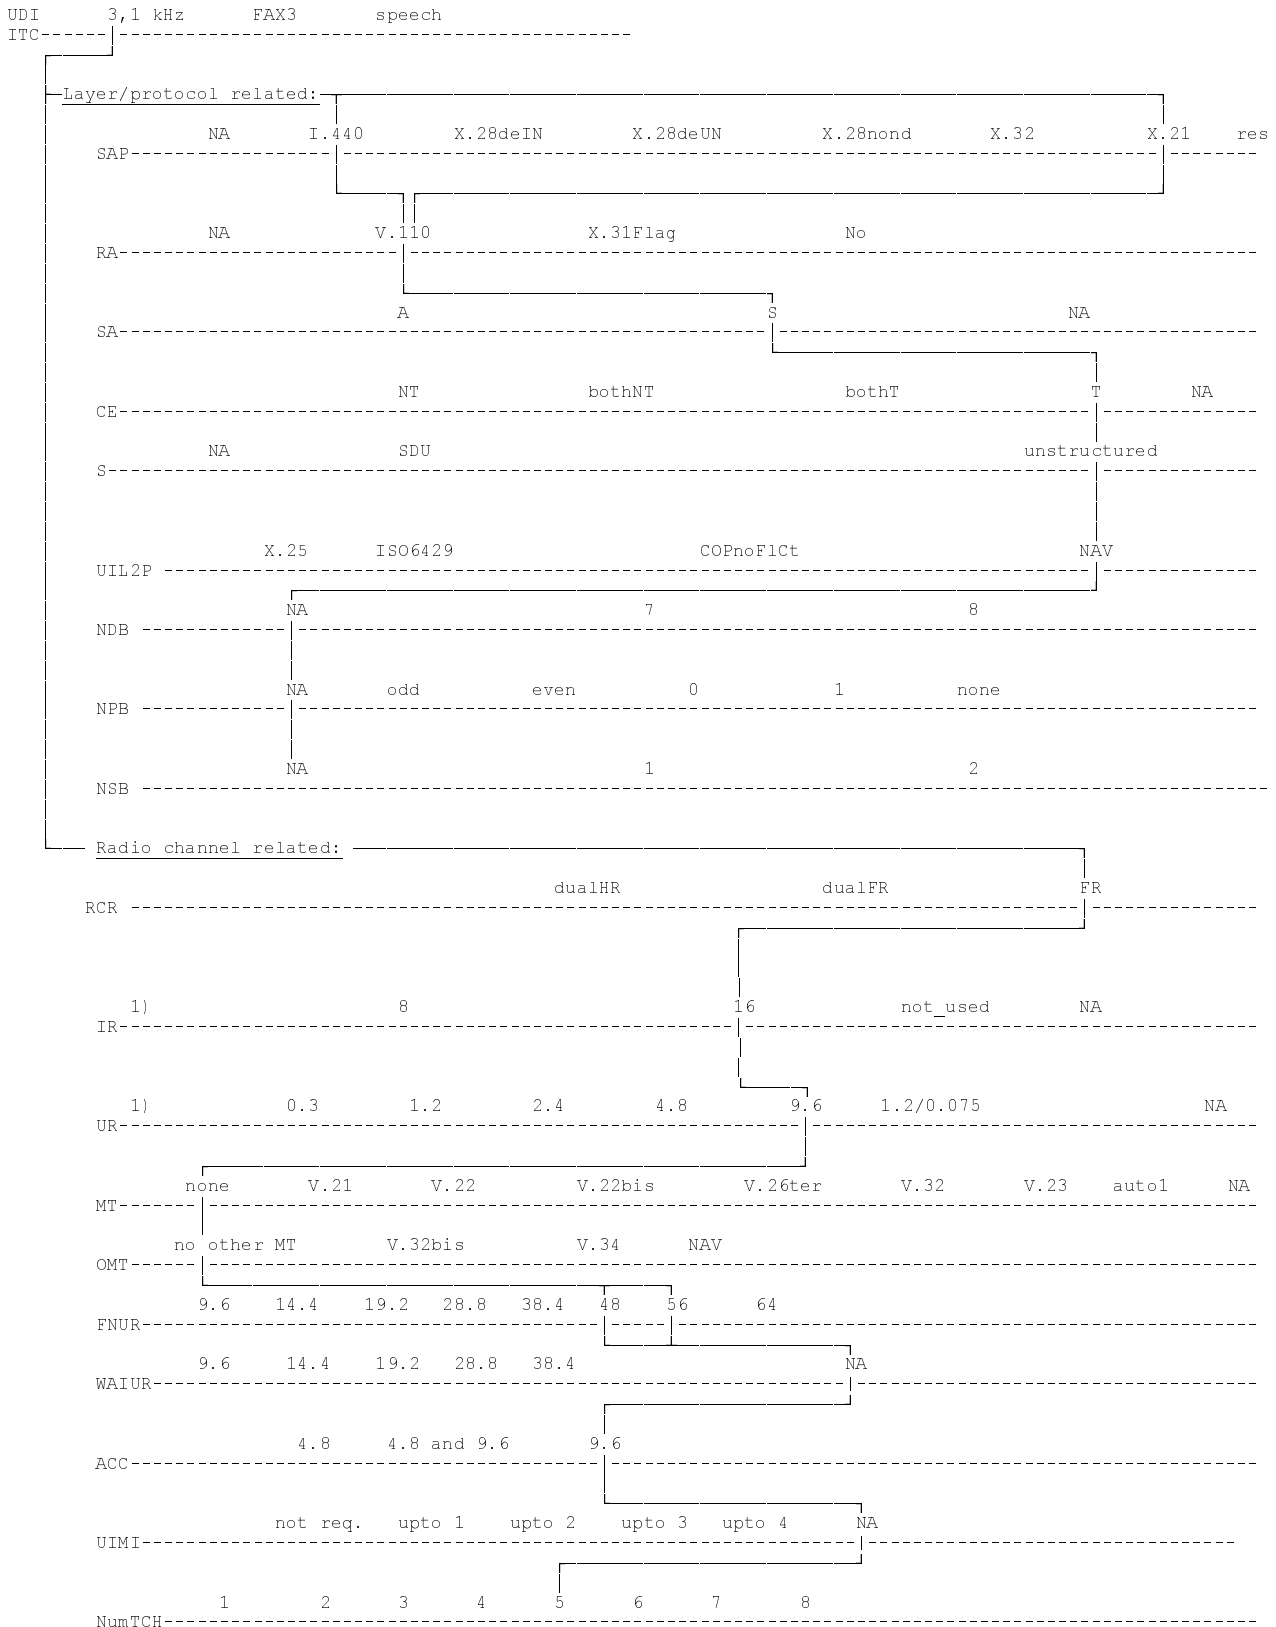 UDI 3,1 kHz FAX3 speech
ITC
Layer/protocol related:
NA I.440 X.28deIN X.28deUN X.28nond X.32 X.21 res
SAP
NA V.110 X.31Flag No
RA
A S NA
SA
NT bothNT bothT T NA
CE
NA SDU unstructured
S
X.25 ISO6429 COPnoFlCt NAV
UIL2P
NA 7 8
NDB
NA odd even 0 1 none
NPB
NA 1 2
NSB
Radio channel related:
dualHR dualFR FR
RCR
1) 8 16 not_used NA
IR
1) 0.3 1.2 2.4 4.8 9.6 1.2/0.075 NA
UR
none V.21 V.22 V.22bis V.26ter V.32 V.23 auto1 NA
MT
no other MT V.32bis V.34 NAV
OMT
9.6 14.4 19.2 28.8 38.4 48 56 64
FNUR
9.6 14.4 19.2 28.8 38.4 NA
WAIUR
4.8 4.8 and 9.6 9.6
ACC
not req. upto 1 upto 2 upto 3 upto 4 NA
UIMI
1 2 3 4 5 6 7 8
NumTCH